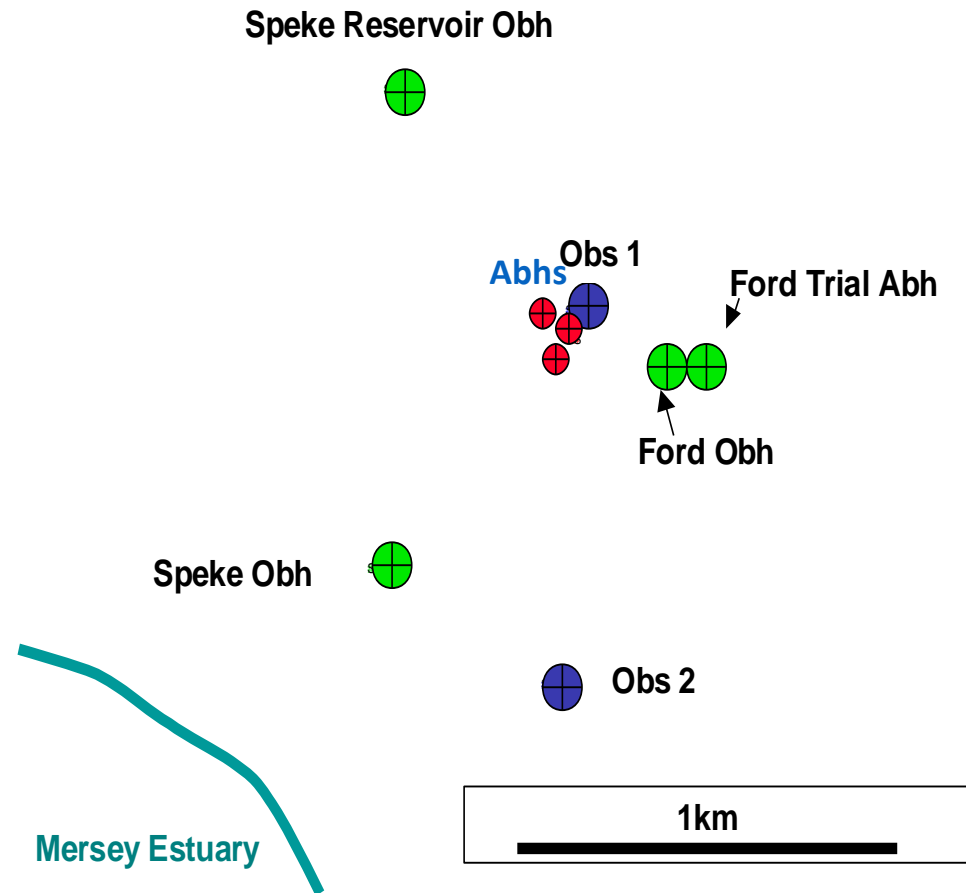 Speke Reservoir Obh
Obs 1
Abhs
Ford Trial Abh
Ford Obh
Speke Obh
Obs 2
1km
Mersey Estuary